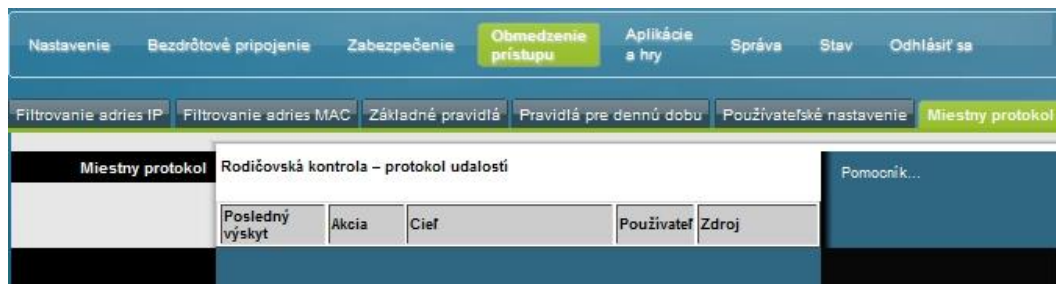 Nastavenie Bezdrôtové pripojenie Zabezpečenie Obmedzenie prístupu Aplikácie a hry Správa Stav Odhlásiť sa
Filtrovanie adries IP Filtrovanie adries MAC Základné pravidlá Pravidlá pre dennú dobu Používateľské nastavenie Miestny protokol
Miestny protokol Rodičovská kontrola – protokol udalostí
Pomocník...
Posledný výskyt Akcia Cieľ Používateľ Zdroj